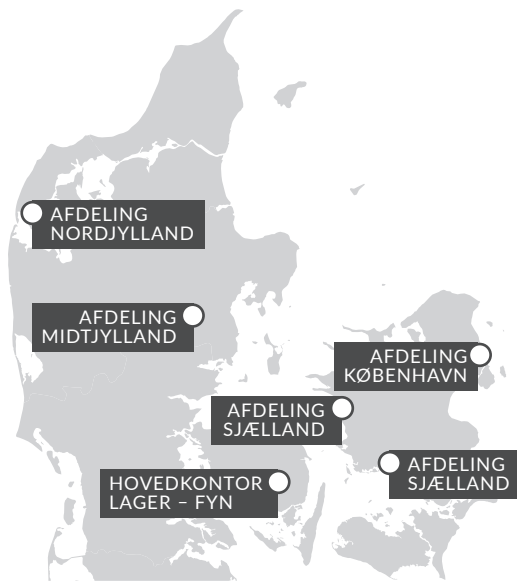 AFDELING
NORDJYLLAND
AFDELING
MIDTJYLLAND
AFDELING
KØBENHAVN
AFDELING
SJÆLLAND
AFDELING
SJÆLLAND
HOVEDKONTOR
LAGER – FYN